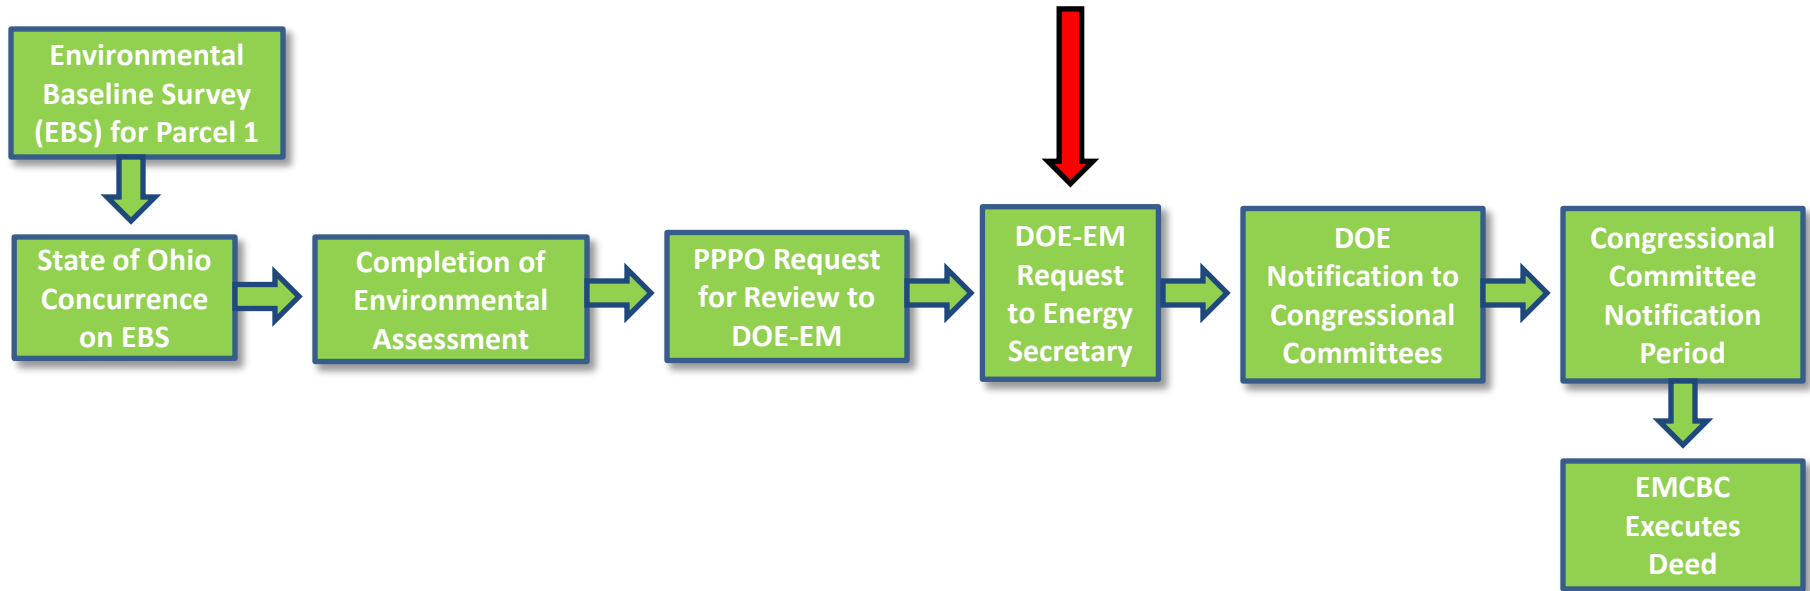 Environmental
Baseline Survey
(EBS) for Parcel 1
State of Ohio
Concurrence
on EBS
Completion of
Environmental
Assessment
PPPO Request
for Review to
DOE-EM
DOE-EM
Request
to Energy
Secretary
DOE
Notification to
Congressional
Committees
Congressional
Committee
Notification
Period
EMCBC
Executes
Deed